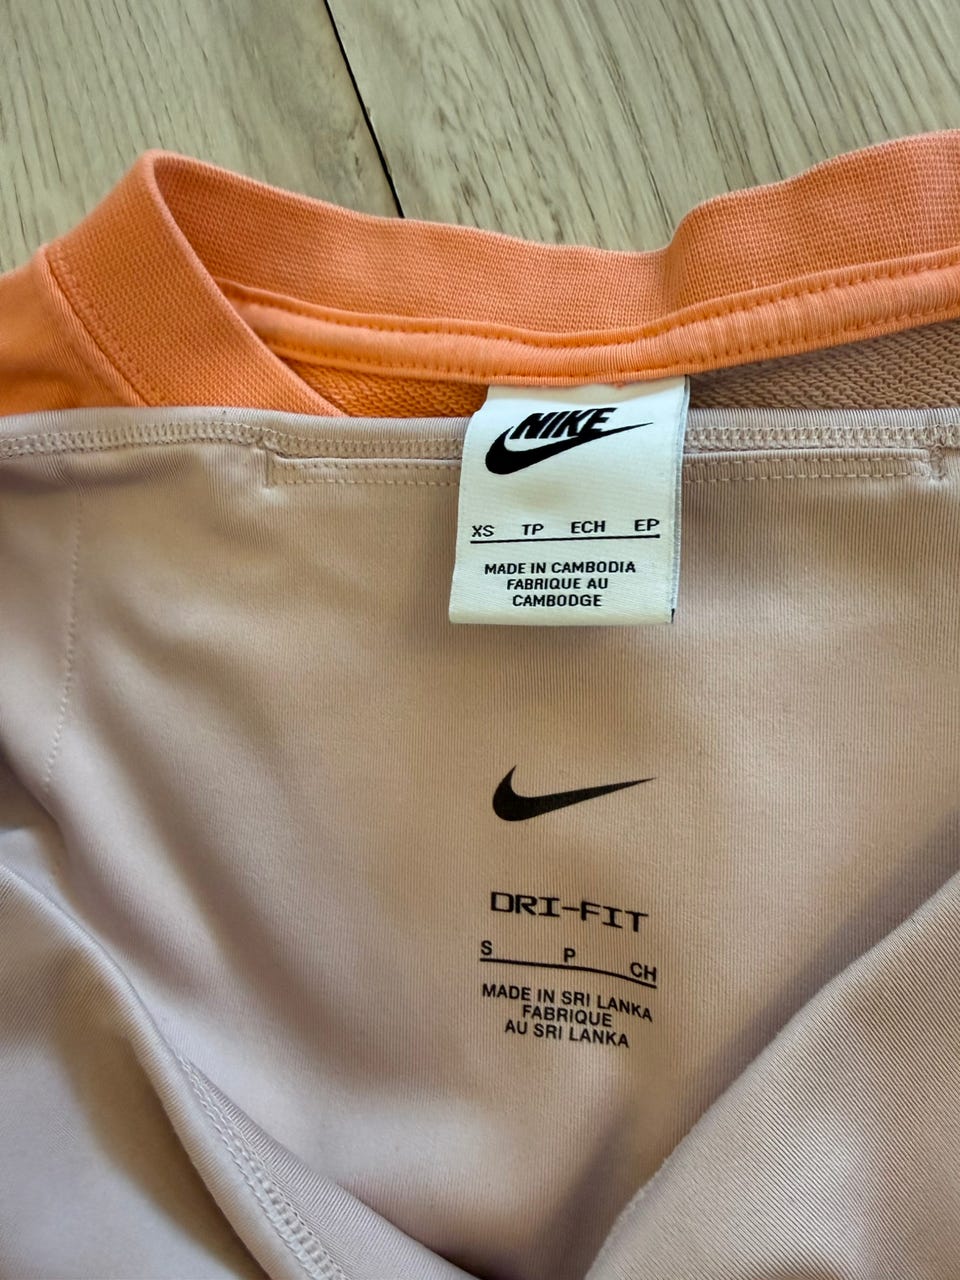 NIKE
XS TP ECH EP
MADE IN CAMBODIA
FABRIQUE AU
CAMBODGE
DRI-FIT
S P CH
MADE IN SRI LANKA
FABRIQUE
AU SRI LANKA